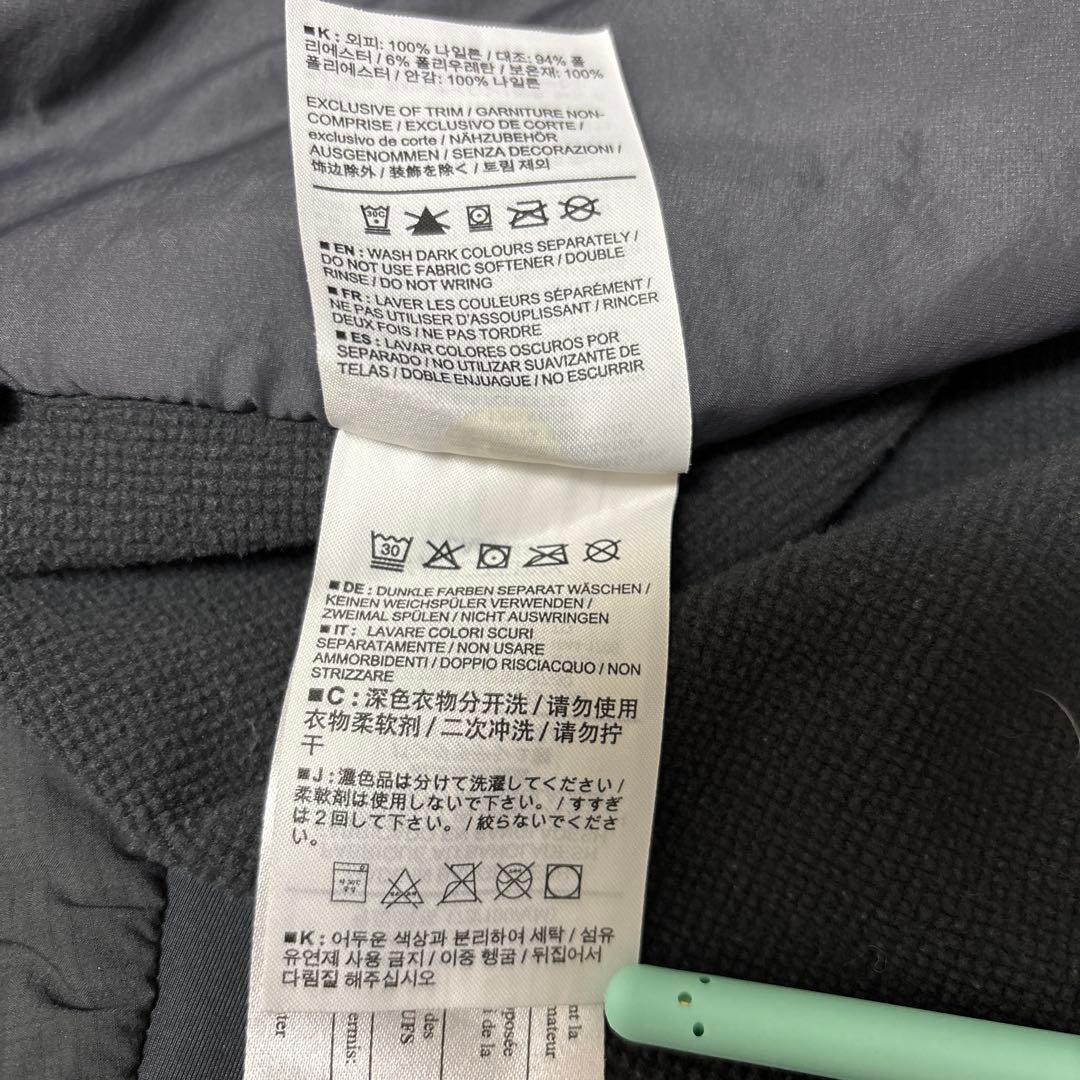 ■K : 외피: 100% 나일론 / 대조: 94% 폴
리에스터 / 6% 폴리우레탄 / 보온재: 100%
폴리에스터 / 안감: 100% 나일론
EXCLUSIVE OF TRIM / GARNITURE NON-
COMPRISE / EXCLUSIVO DE CORTE /
exclusivo de corte / NÄHZUBEHÖR
AUSGENOMMEN / SENZA DECORAZIONI /
饰边除外 / 装飾を除く / 트림 제외
30C
■ EN : WASH DARK COLOURS SEPARATELY /
DO NOT USE FABRIC SOFTENER / DOUBLE
RINSE / DO NOT WRING
■ FR : LAVER LES COULEURS SÉPARÉMENT /
NE PAS UTILISER D'ASSOUPLISSANT / RINCER
DEUX FOIS / NE PAS TORDRE
■ ES : LAVAR COLORES OSCUROS POR
SEPARADO / NO UTILIZAR SUAVIZANTE DE
TELAS / DOBLE ENJUAGUE / NO ESCURRIR
30
■ DE : DUNKLE FARBEN SEPARAT WÄSCHEN /
KEINEN WEICHSPÜLER VERWENDEN /
ZWEIMAL SPÜLEN / NICHT AUSWRINGEN
■ IT : LAVARE COLORI SCURI
SEPARATAMENTE / NON USARE
AMMORBIDENTI / DOPPIO RISCIACQUO / NON
STRIZZARE
■C : 深色衣物分开洗 / 请勿使用
衣物柔软剂 / 二次冲洗 / 请勿拧
干
■J : 濃色品は分けて洗濯してください /
柔軟剤は使用しないで下さい。/ すすぎ
は2回して下さい。/ 絞らないでくださ
い。
■K : 어두운 색상과 분리하여 세탁 / 섬유
유연제 사용 금지 / 이중 헹굼 / 뒤집어서
다림질 해주십시오
ermis:
des
UFS
de la